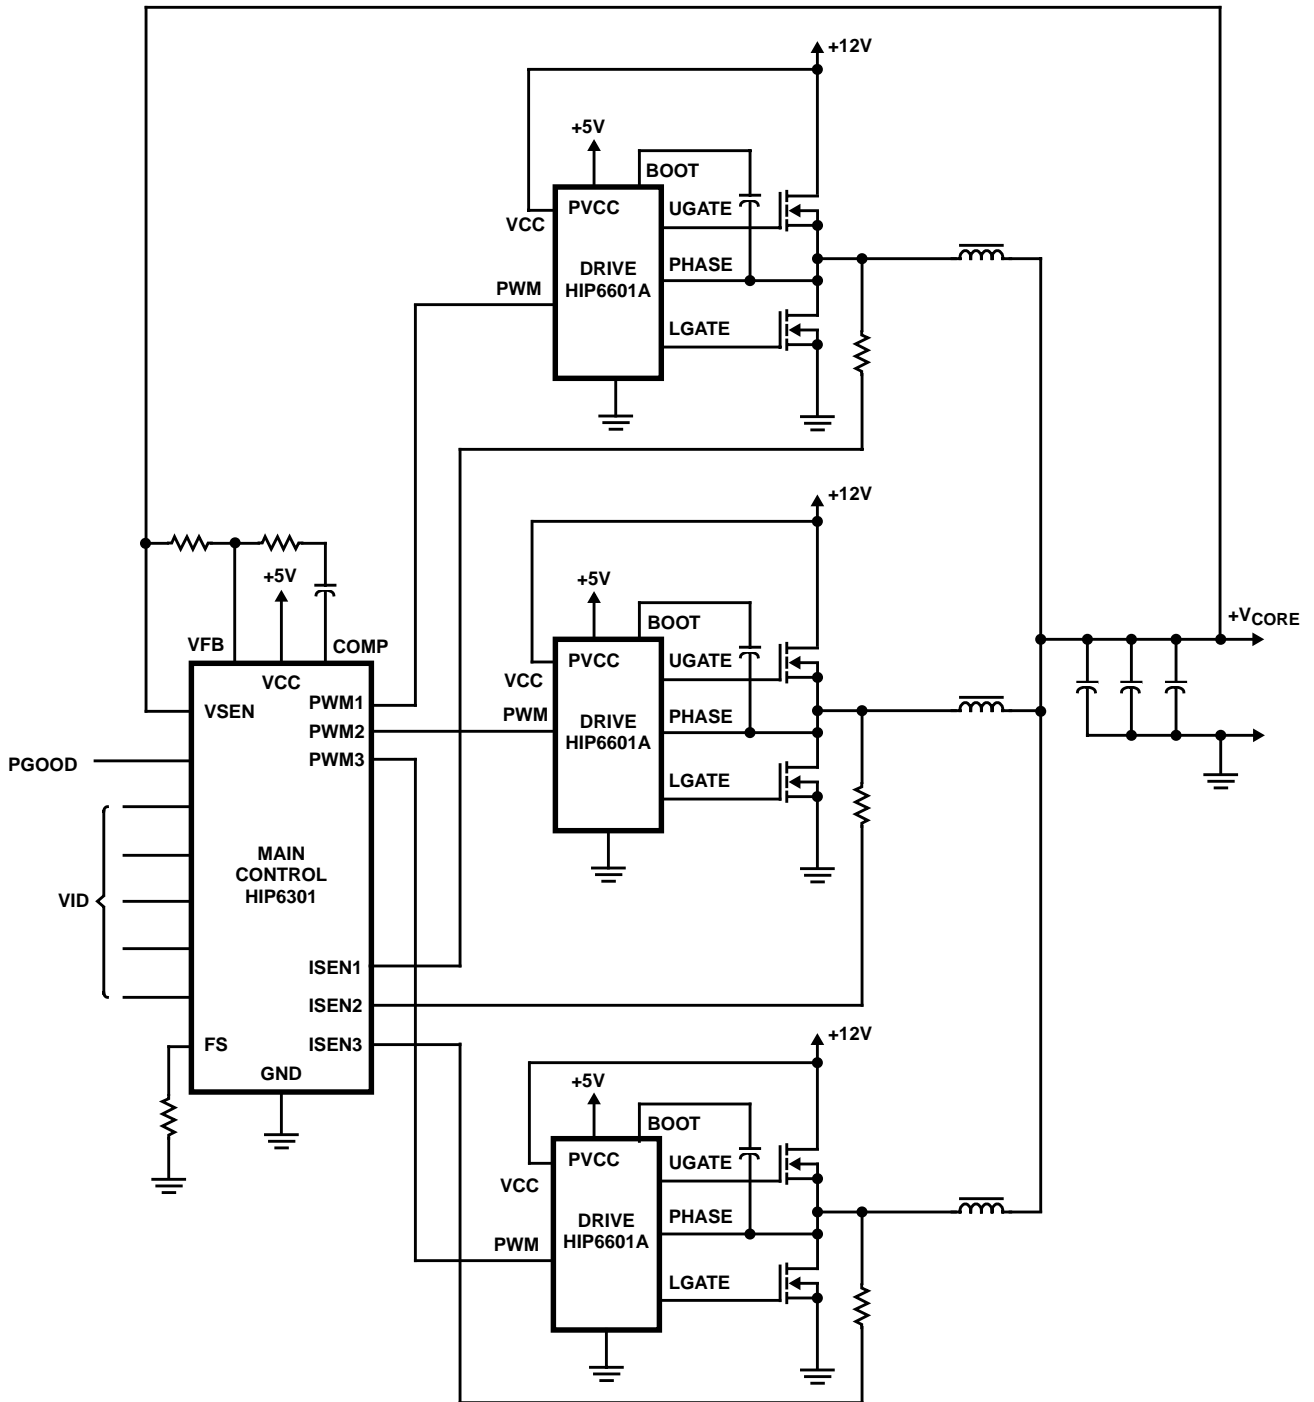 +12V
+5V
BOOT
PVCC
UGATE
VCC
DRIVE
HIP6601A
PHASE
PWM
LGATE
+12V
+5V
BOOT
PVCC
UGATE
VCC
DRIVE
HIP6601A
PHASE
PWM
LGATE
+5V
VFB
COMP
VCC
VSEN
PWM1
PWM2
PWM3
PGOOD
MAIN
CONTROL
HIP6301
VID
ISEN1
ISEN2
ISEN3
FS
GND
+VCORE
+12V
+5V
BOOT
PVCC
UGATE
VCC
DRIVE
HIP6601A
PHASE
PWM
LGATE